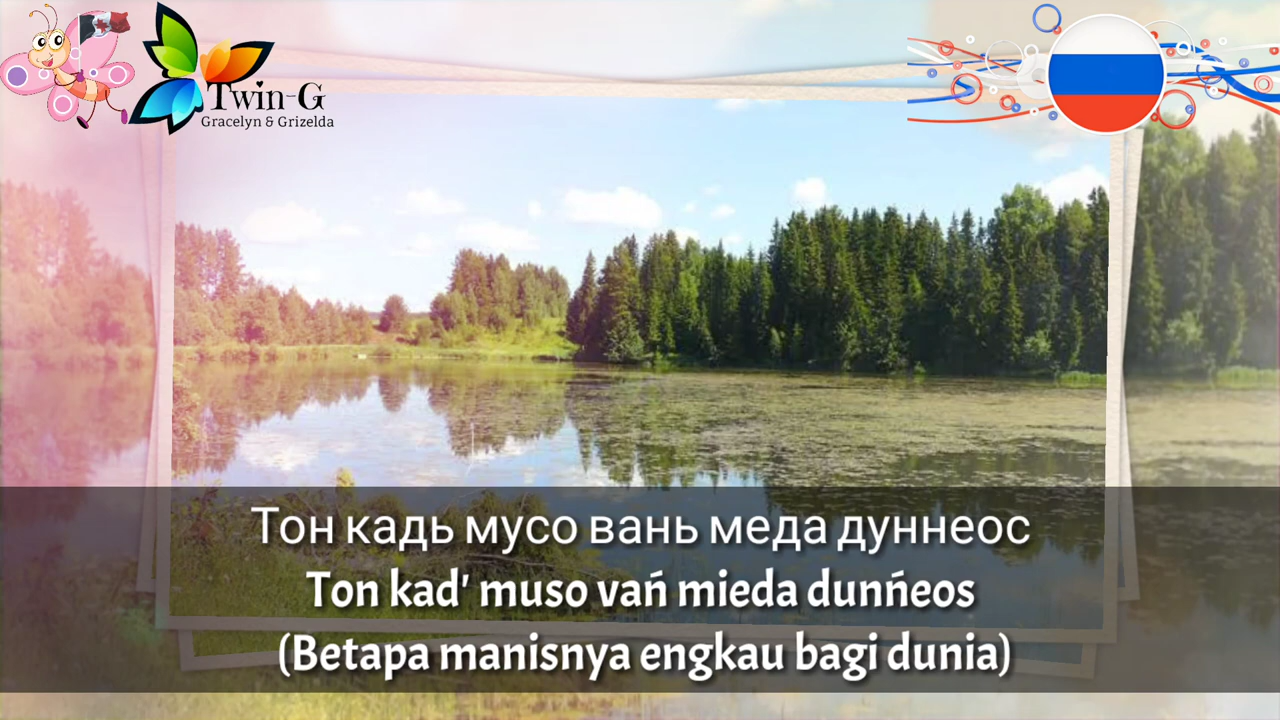 Twin-G
Gracelyn & Grizelda
Тон кадь мусо вань меда дуннеос
Ton kad' muso vań mieda dunńeos
(Betapa manisnya engkau bagi dunia)